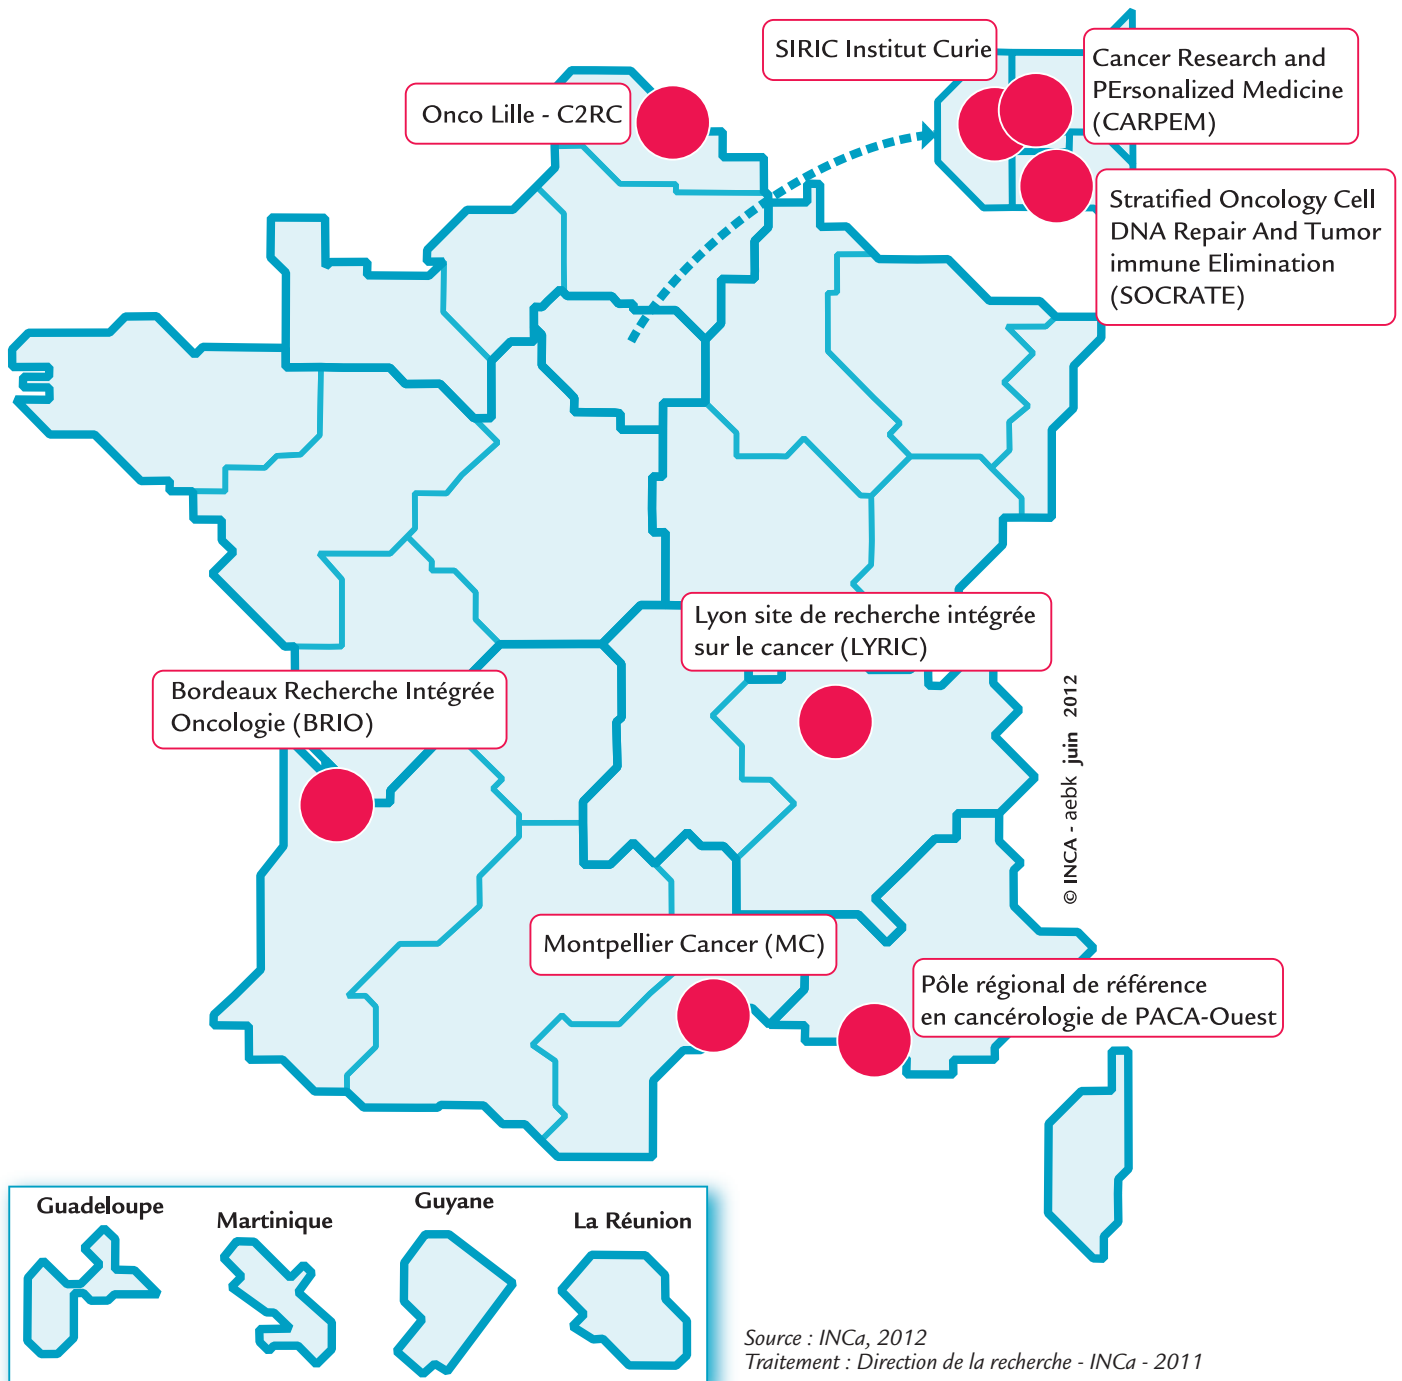 SIRIC Institut Curie
Cancer Research and
PErsonalized Medicine
(CARPEM)
Onco Lille - C2RC
Stratified Oncology Cell
DNA Repair And Tumor
immune Elimination
(SOCRATE)
Lyon site de recherche intégrée
sur le cancer (LYRIC)
Bordeaux Recherche Intégrée
Oncologie (BRIO)
© INCA - aebk juin 2012
Montpellier Cancer (MC)
Pôle régional de référence
en cancérologie de PACA-Ouest
Guadeloupe
Martinique
Guyane
La Réunion
Source : INCa, 2012
Traitement : Direction de la recherche - INCa - 2011